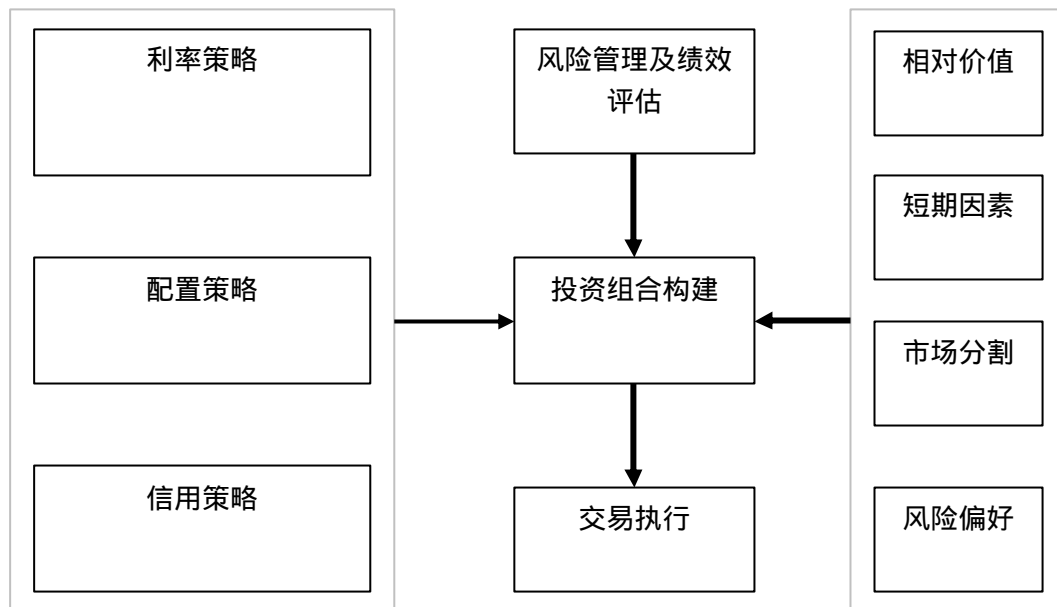 利率策略
配置策略
信用策略
风险管理及绩效
评估
投资组合构建
交易执行
相对价值
短期因素
市场分割
风险偏好